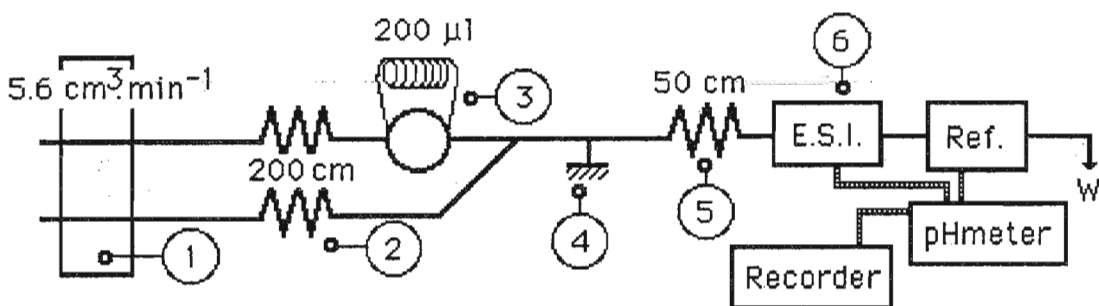 200 µl
6
5.6 cm³.min⁻¹
3
50 cm
E.S.I.
Ref.
200 cm
W
1
2
4
5
pHmeter
Recorder